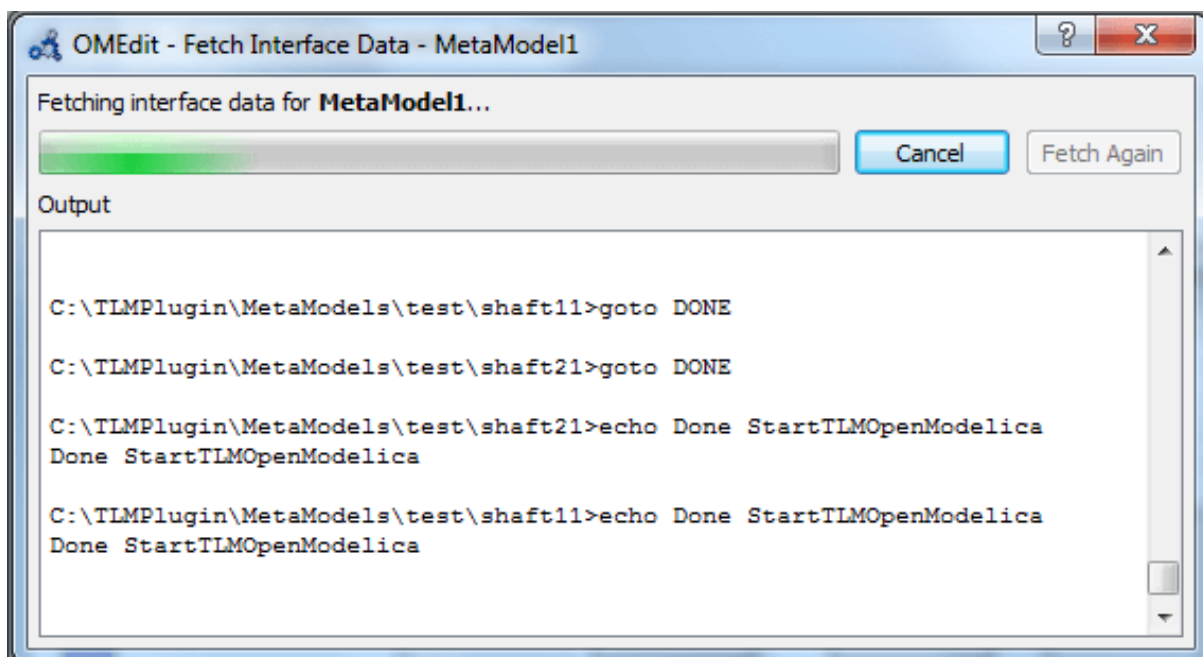 OMEdit - Fetch Interface Data - MetaModel1
? X
Fetching interface data for MetaModel1...
Cancel Fetch Again
Output
C:\TLMPlugin\MetaModels\test\shaft11>goto DONE
C:\TLMPlugin\MetaModels\test\shaft21>goto DONE
C:\TLMPlugin\MetaModels\test\shaft21>echo Done StartTLMOpenModelica
Done StartTLMOpenModelica
C:\TLMPlugin\MetaModels\test\shaft11>echo Done StartTLMOpenModelica
Done StartTLMOpenModelica